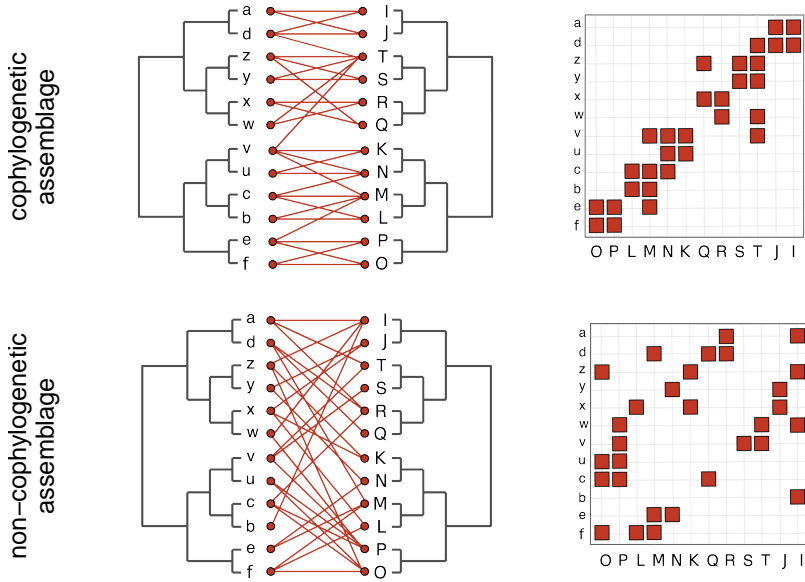 cophylogenetic
assemblage
a I
d J
z T
y S
x R
w Q
v K
u N
c M
b L
e P
f O
a
d
z
y
x
w
v
u
c
b
e
f
O P L M N K Q R S T J I
non-cophylogenetic
assemblage
a I
d J
z T
y S
x R
w Q
v K
u N
c M
b L
e P
f O
a
d
z
y
x
w
v
u
c
b
e
f
O P L M N K Q R S T J I